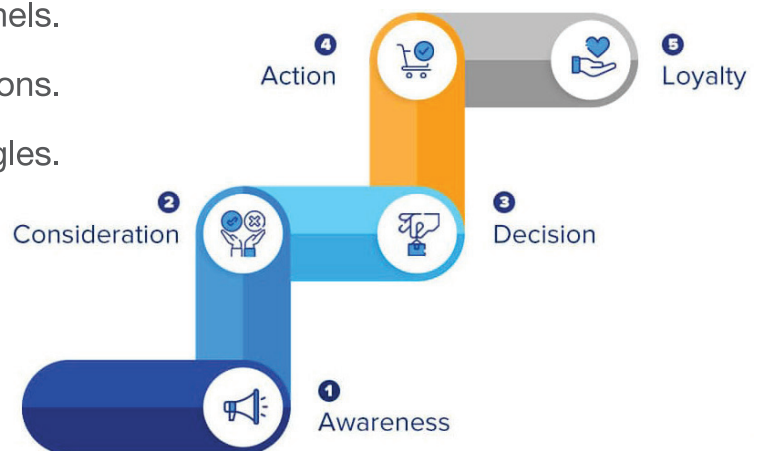 nels.
ons.
gles.
4
Action
5
Loyalty
2
Consideration
3
Decision
1
Awareness